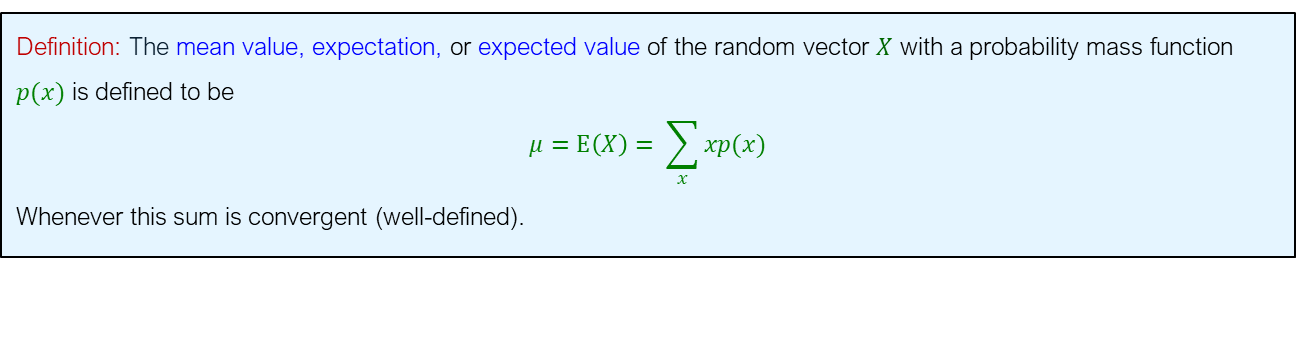 Definition: The mean value, expectation, or expected value of the random vector X with a probability mass function
p(x) is defined to be
μ = E(X) = ∑ xp(x)
x
Whenever this sum is convergent (well-defined).